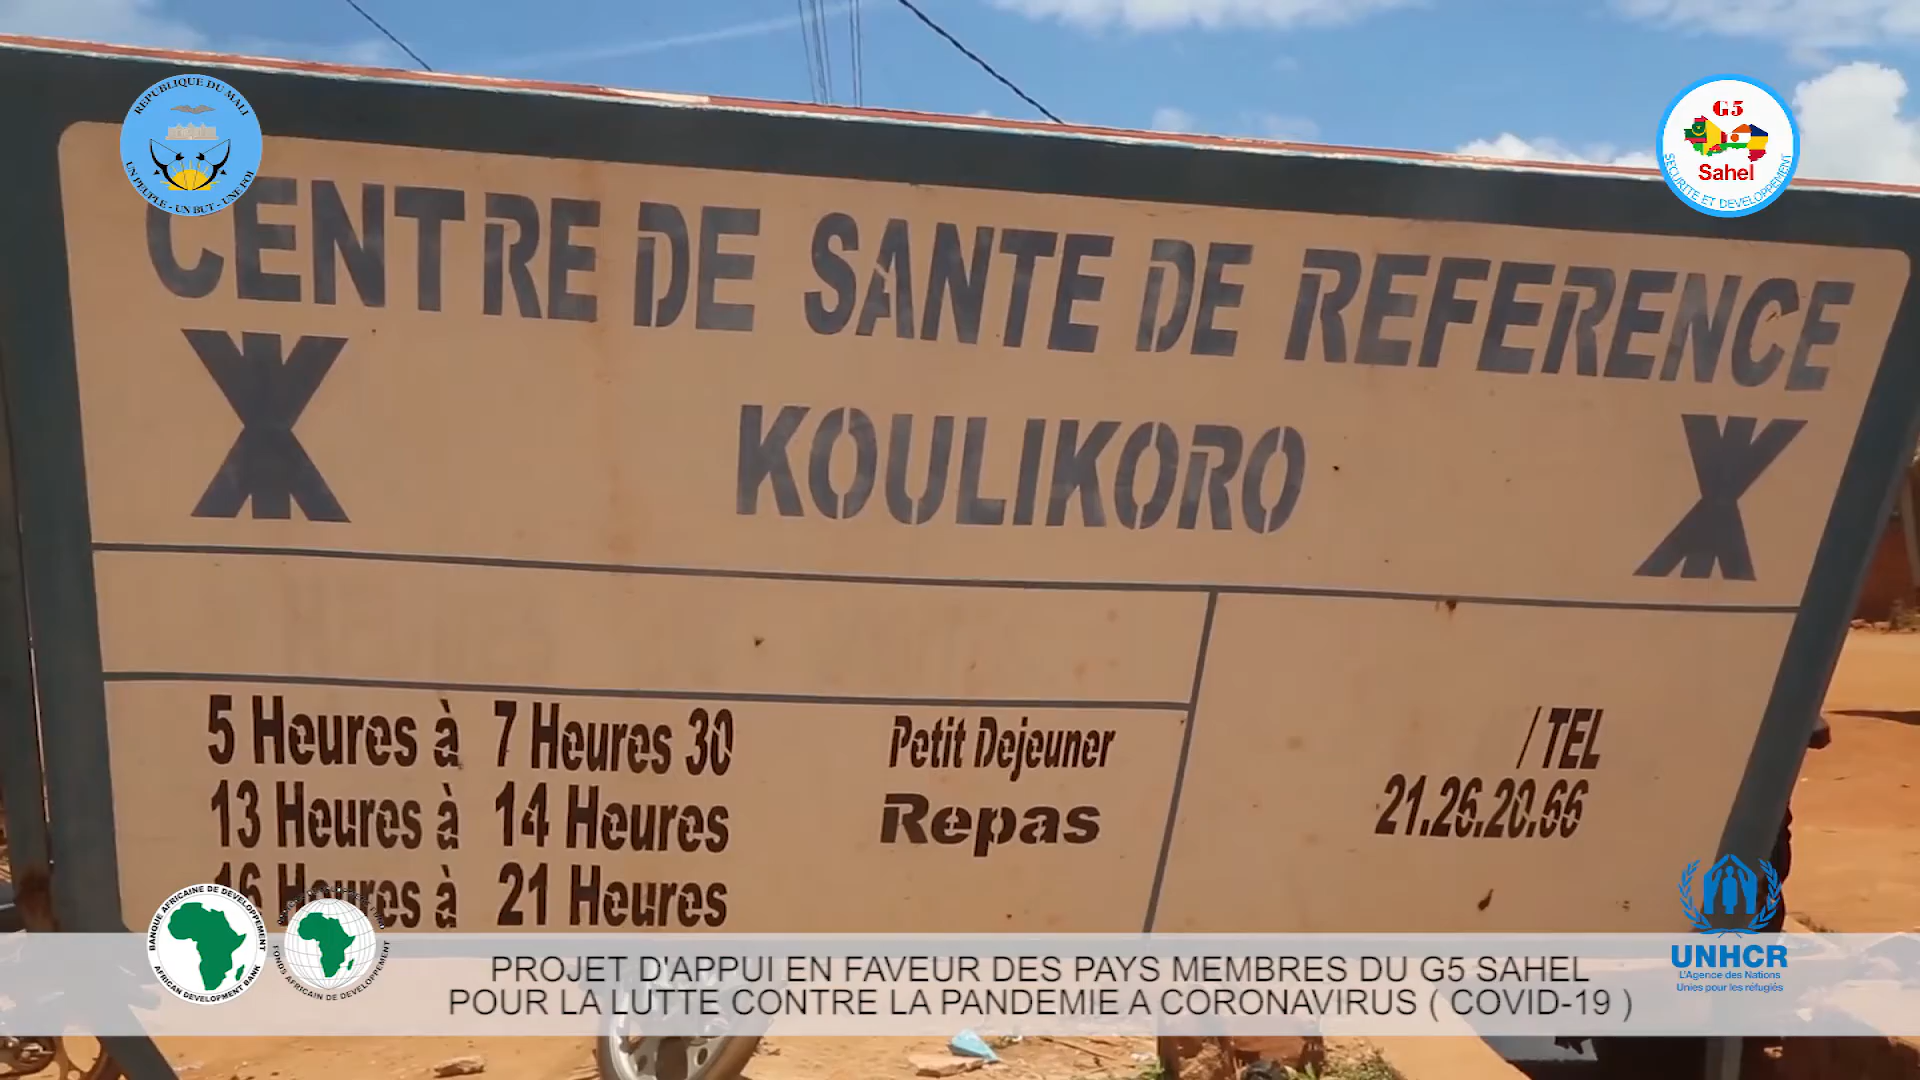 REPUBLIQUE DU MALI
UN PEUPLE - UN BUT - UNE FOI
G5
Sahel
SECURITE ET DEVELOPPEMENT
CENTRE DE SANTE DE REFERENCE
KOULIKORO
5 Heures à 7 Heures 30 Petit Dejeuner
13 Heures à 14 Heures Repas
16 Heures à 21 Heures
/ TEL
21.26.20.66
BANQUE AFRICAINE DE DEVELOPPEMENT
AFRICAN DEVELOPMENT BANK
FONDS AFRICAIN DE DEVELOPPEMENT
PROJET D'APPUI EN FAVEUR DES PAYS MEMBRES DU G5 SAHEL
POUR LA LUTTE CONTRE LA PANDEMIE A CORONAVIRUS ( COVID-19 )
UNHCR
L'Agence des Nations
Unies pour les réfugiés